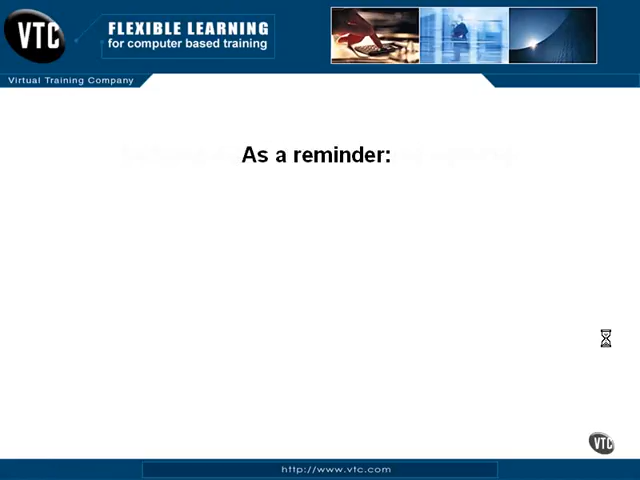 VTC
FLEXIBLE LEARNING
for computer based training
Virtual Training Company
As a reminder:
VTC
http://www.vtc.com